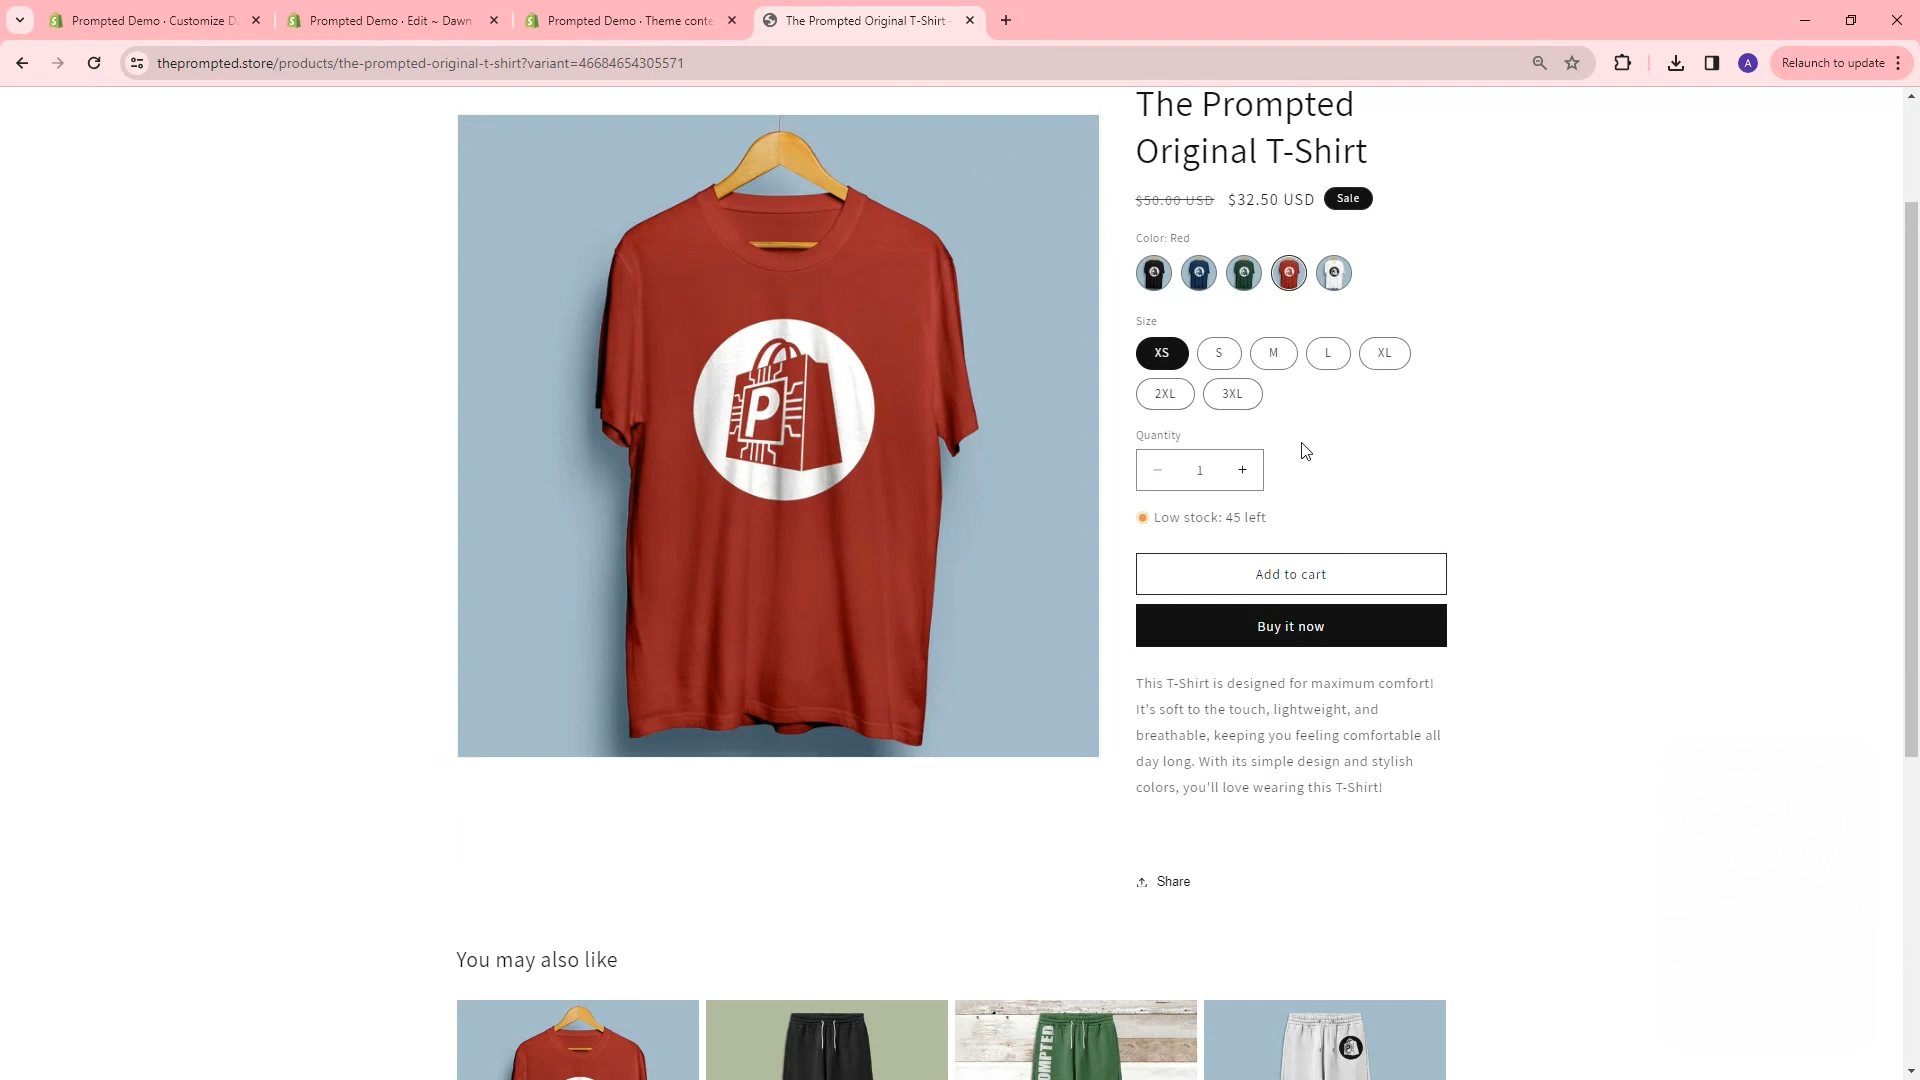 Prompted Demo · Customize D
Prompted Demo · Edit ~ Dawn
Prompted Demo · Theme conte
The Prompted Original T-Shirt -
theprompted.store/products/the-prompted-original-t-shirt?variant=46684654305571
A
Relaunch to update
The Prompted
Original T-Shirt
$50.00 USD $32.50 USD Sale
Color: Red
Size
XS S M L XL
2XL 3XL
P
Quantity
− 1 +
Low stock: 45 left
Add to cart
Buy it now
This T-Shirt is designed for maximum comfort!
It's soft to the touch, lightweight, and
breathable, keeping you feeling comfortable all
day long. With its simple design and stylish
colors, you'll love wearing this T-Shirt!
Share
You may also like
OMPTED
P